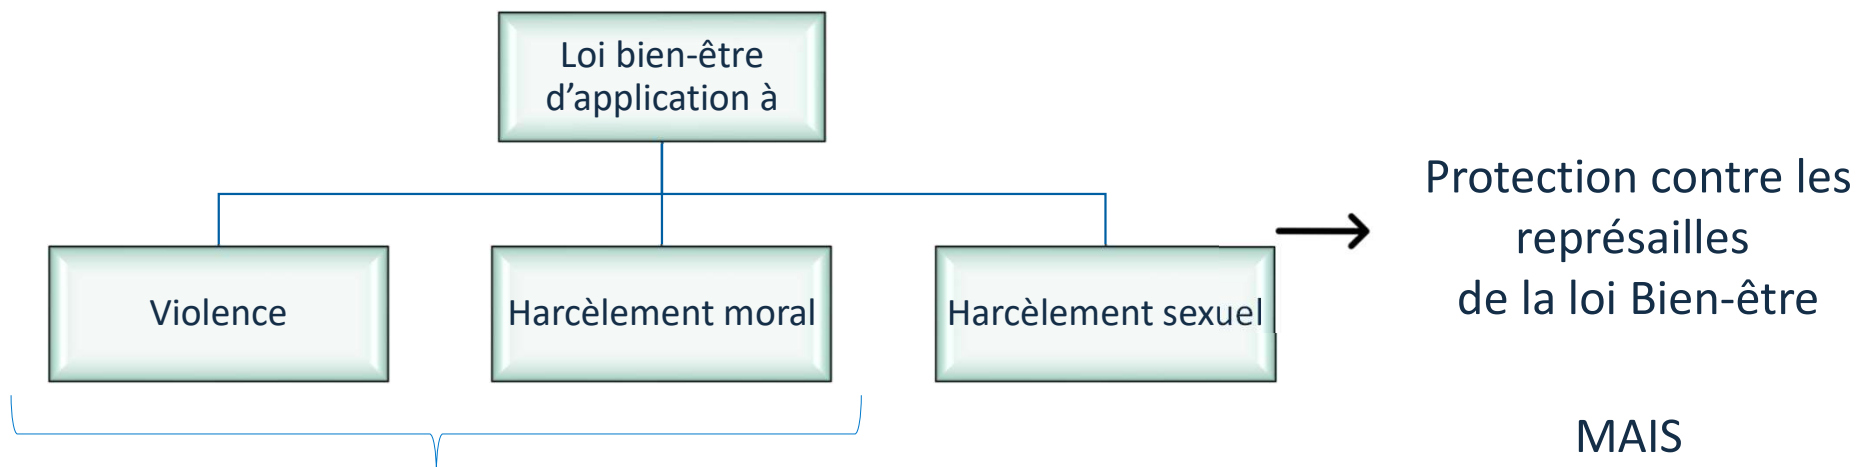 Loi bien-être
d’application à
Violence
Harcèlement moral
Harcèlement sexuel
Protection contre les
représailles
de la loi Bien-être
MAIS